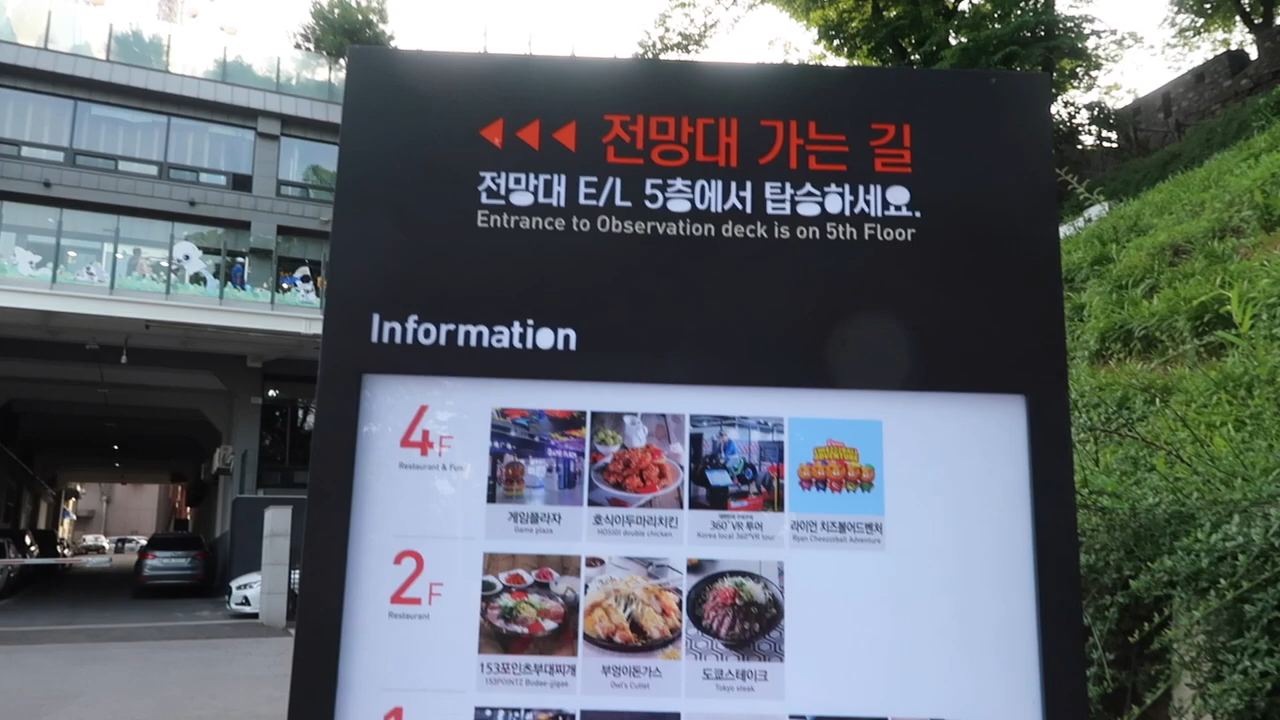 전망대 가는 길
전망대 E/L 5층에서 탑승하세요.
Entrance to Observation deck is on 5th Floor
Information
4F
Restaurant & Fun
게임플라자
Game plaza
호식이두마리치킨
HOSIGI double chicken
360° VR 투어
Korea local 360°VR tour
라이언 치즈볼어드벤처
Ryan Cheezzzball Adventure
2F
Restaurant
153포인츠부대찌개
153POINTZ Budae-jjigae
부엉이돈가스
Owl's Cutlet
도쿄스테이크
Tokyo steak